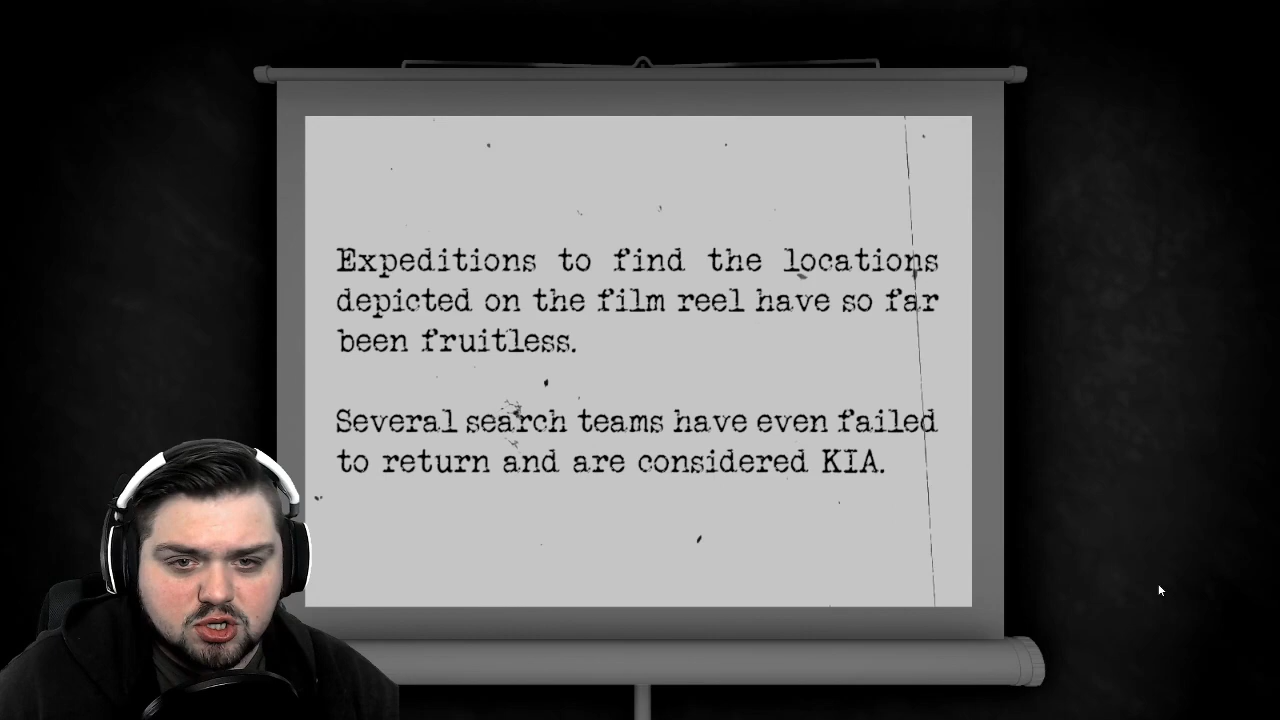 Expeditions to find the locations
depicted on the film reel have so far
been fruitless.
Several search teams have even failed
to return and are considered KIA.